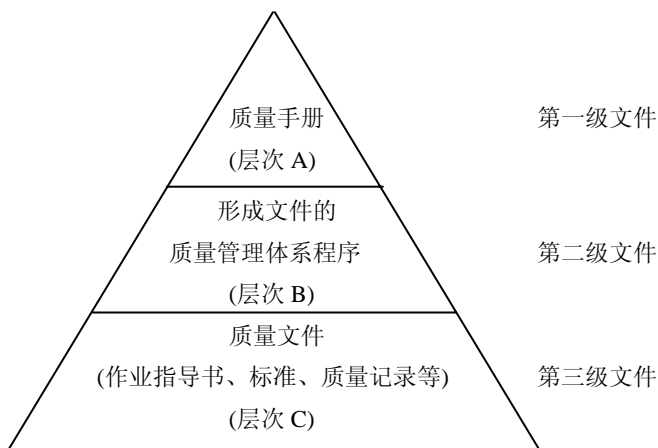 质量手册 第一级文件
(层次 A)
形成文件的
质量管理体系程序 第二级文件
(层次 B)
质量文件
(作业指导书、标准、质量记录等) 第三级文件
(层次 C)